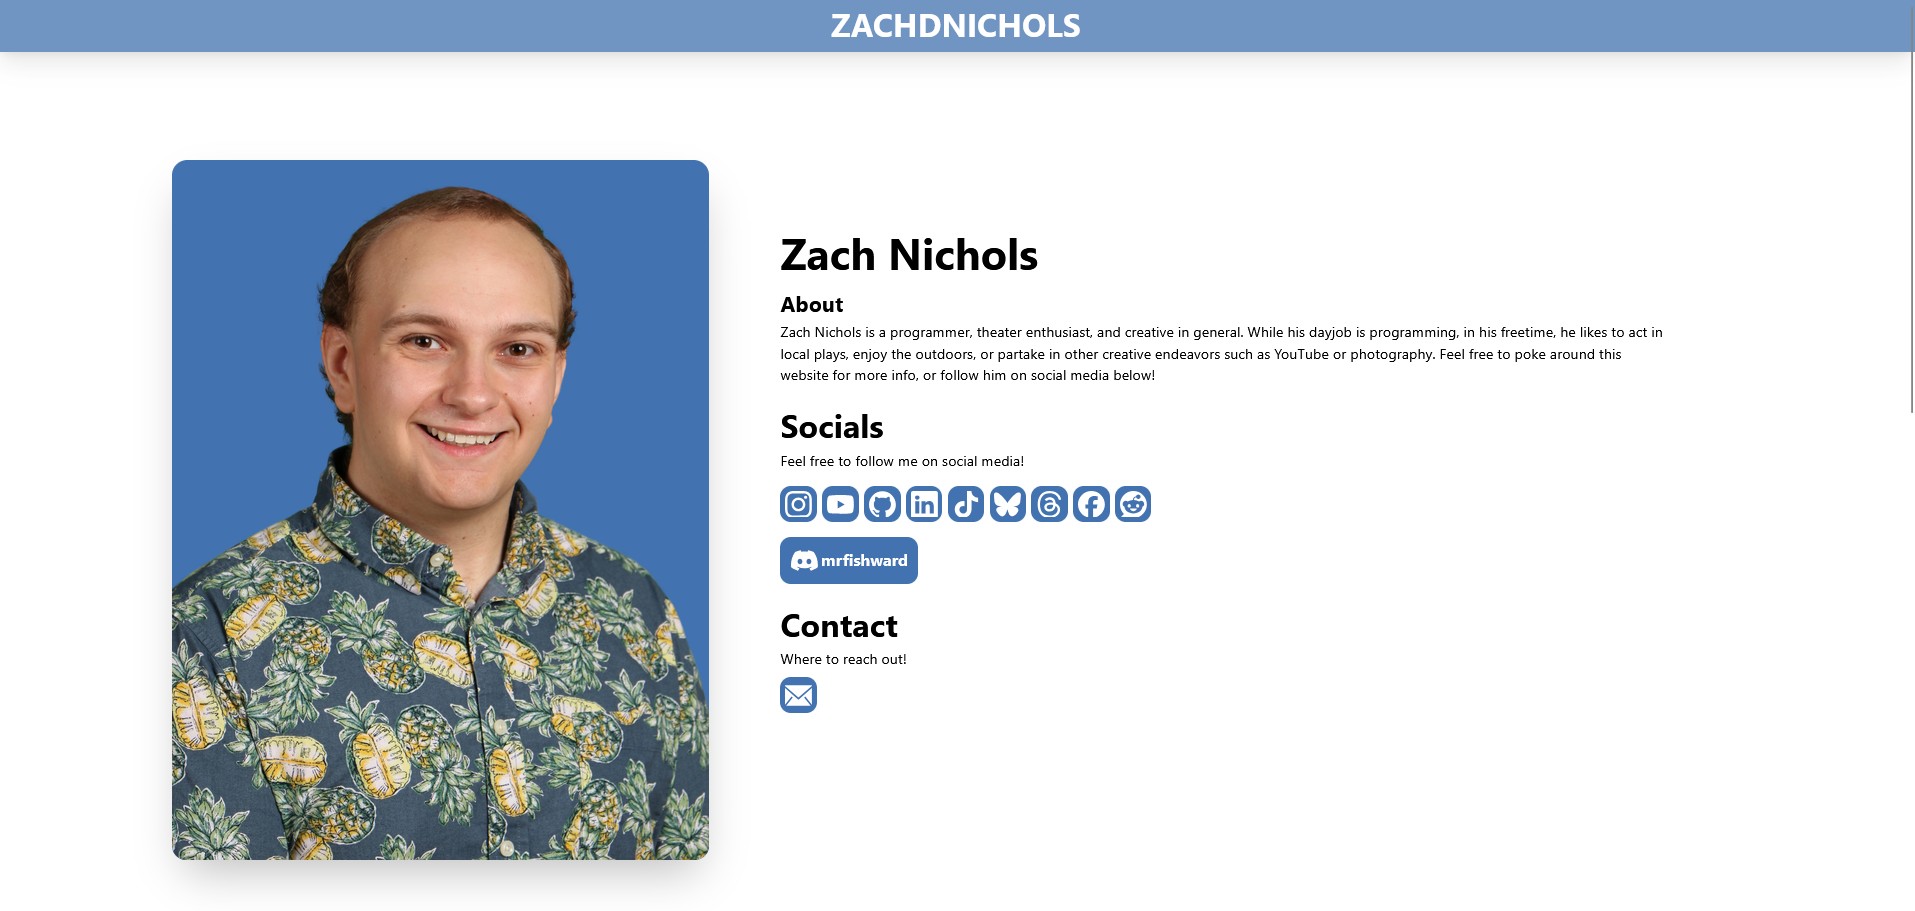 ZACHDNICHOLS
Zach Nichols
About
Zach Nichols is a programmer, theater enthusiast, and creative in general. While his dayjob is programming, in his freetime, he likes to act in
local plays, enjoy the outdoors, or partake in other creative endeavors such as YouTube or photography. Feel free to poke around this
website for more info, or follow him on social media below!
Socials
Feel free to follow me on social media!
in
mrfishward
Contact
Where to reach out!